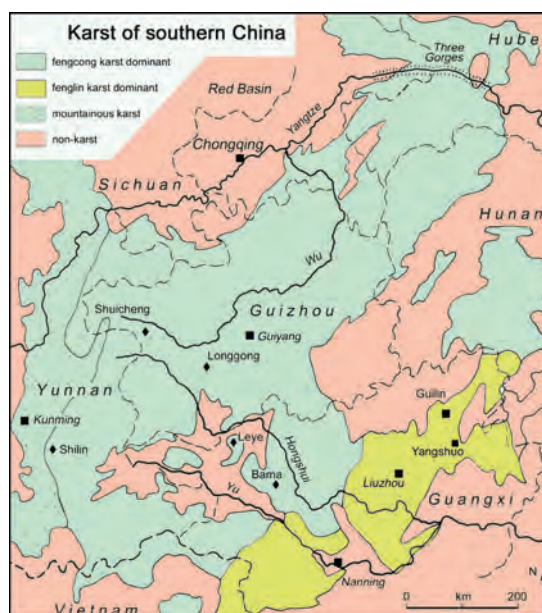 Karst of southern China
fengcong karst dominant
fenglin karst dominant
mountainous karst
non-karst
Three
Gorges
Hube
Red Basin
Yangtze
Chongqing
Sichuan
Hunan
Wu
Shuicheng
Guizhou
Guiyang
Longgong
Yunnan
Guilin
Kunming
Shilin
Leye
Yangshuo
Hongshui
Bama
Liuzhou
Yu
Guangxi
Nanning
N
Vietnam
0 km 200